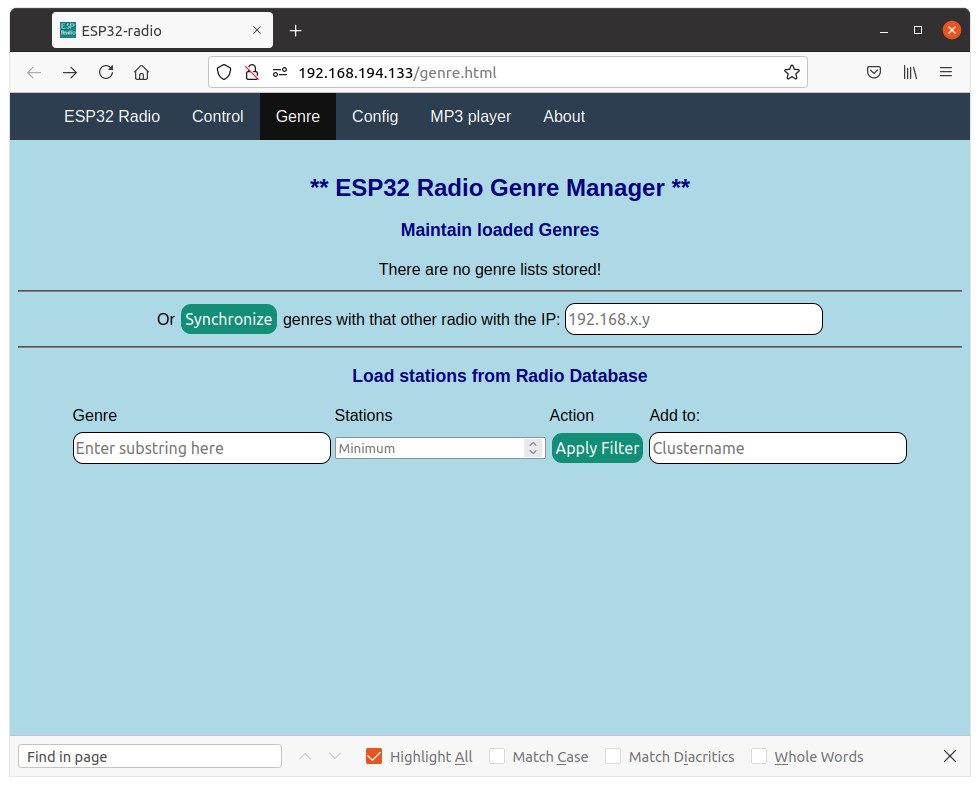 ESP32-radio
192.168.194.133/genre.html
ESP32 Radio Control Genre Config MP3 player About
** ESP32 Radio Genre Manager **
Maintain loaded Genres
There are no genre lists stored!
Or Synchronize genres with that other radio with the IP: 192.168.x.y
Load stations from Radio Database
Genre Stations Action Add to:
Enter substring here Minimum Apply Filter Clustername
Find in page Highlight All Match Case Match Diacritics Whole Words